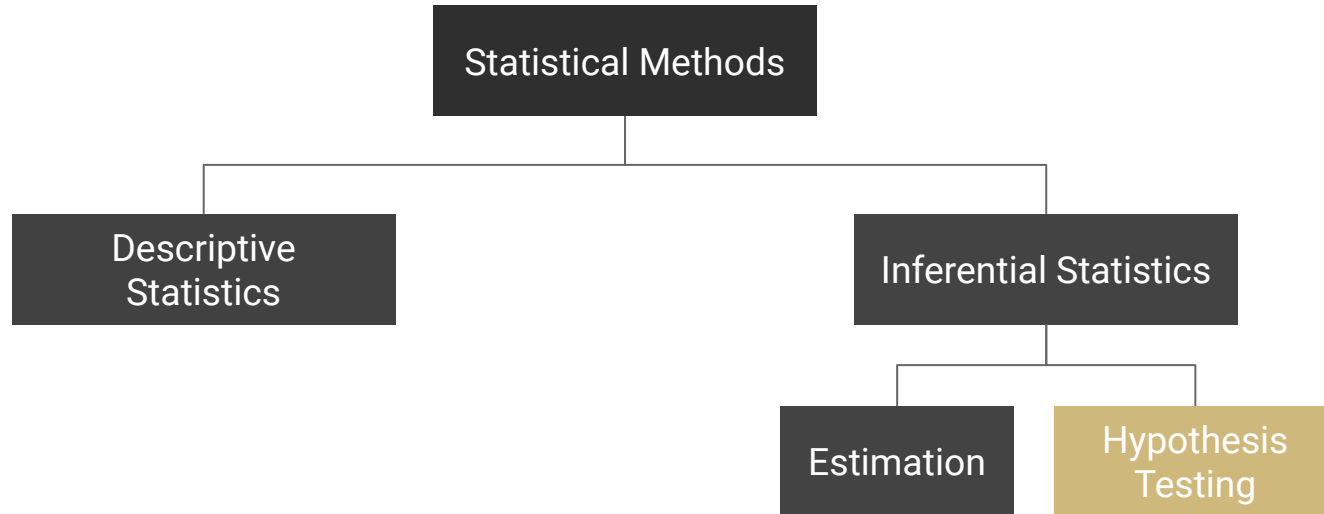 Statistical Methods
Descriptive
Statistics
Inferential Statistics
Estimation
Hypothesis
Testing